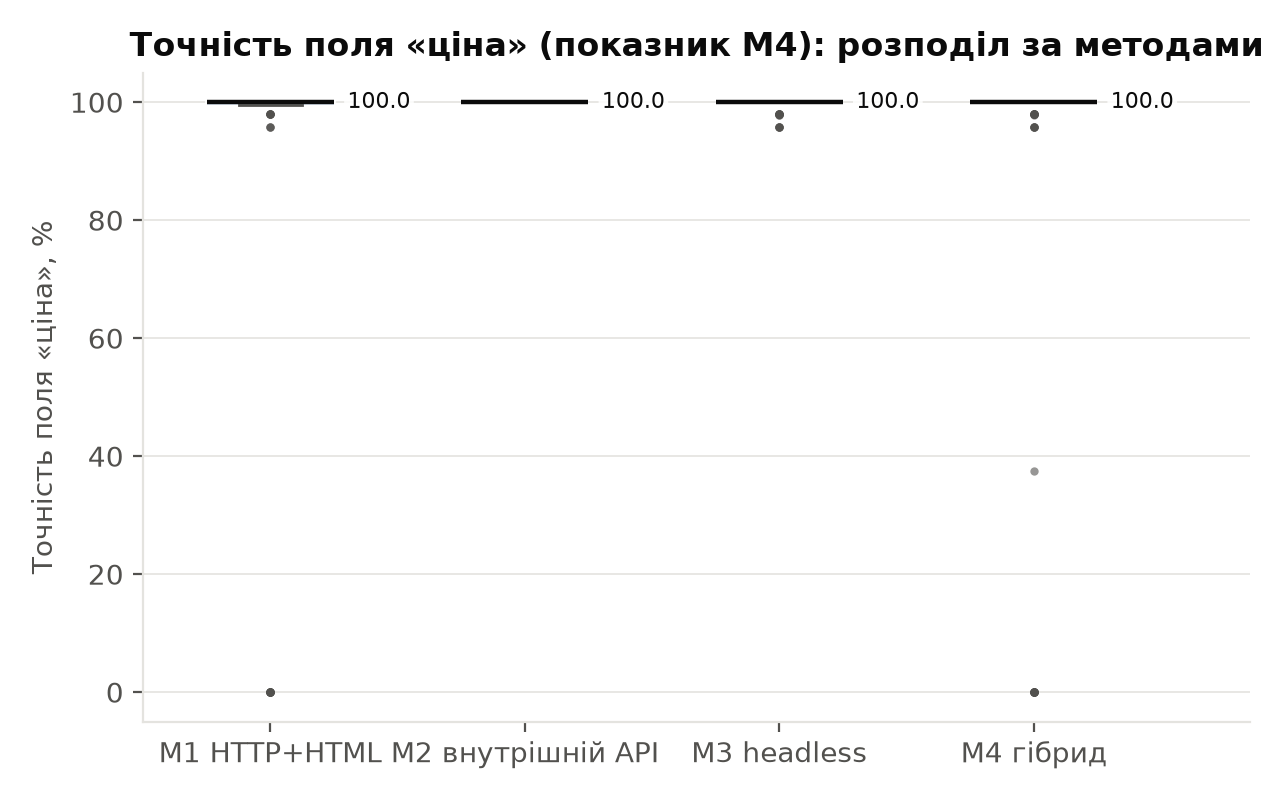 Точність поля «ціна» (показник M4): розподіл за методами
100.0 100.0 100.0 100.0
Точність поля «ціна», %
100
80
60
40
20
0
M1 HTTP+HTML M2 внутрішній API M3 headless M4 гібрид